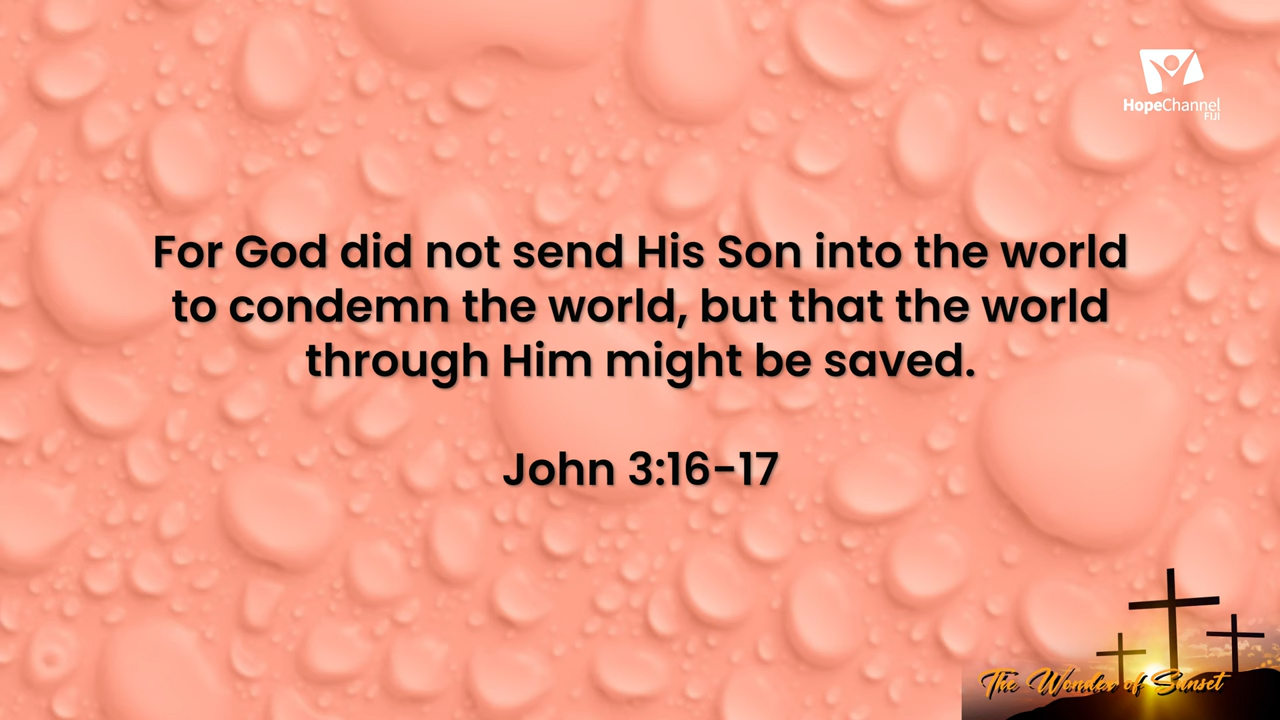 HopeChannel
FIJI
For God did not send His Son into the world
to condemn the world, but that the world
through Him might be saved.
John 3:16-17
The Wonder of Sunset